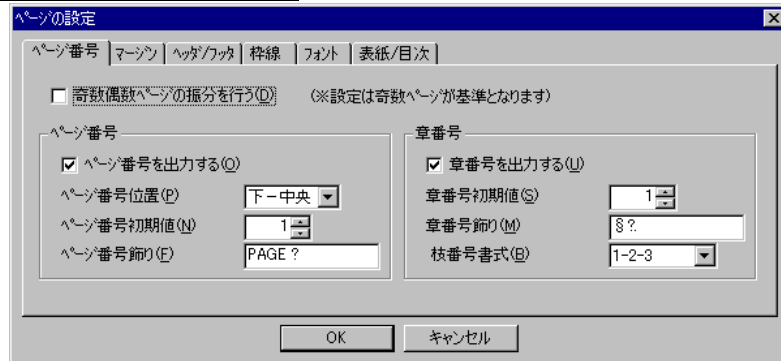 ページの設定
ページ番号 マージン ヘッダ/フッタ 枠線 フォント 表紙/目次
奇数偶数ページの振分を行う(D) (※設定は奇数ページが基準となります)
ページ番号
ページ番号を出力する(O)
ページ番号位置(P) 下-中央
ページ番号初期値(N) 1
ページ番号飾り(F) PAGE ?
章番号
章番号を出力する(U)
章番号初期値(S) 1
章番号飾り(M) § ?.
枝番号書式(B) 1-2-3
OK キャンセル